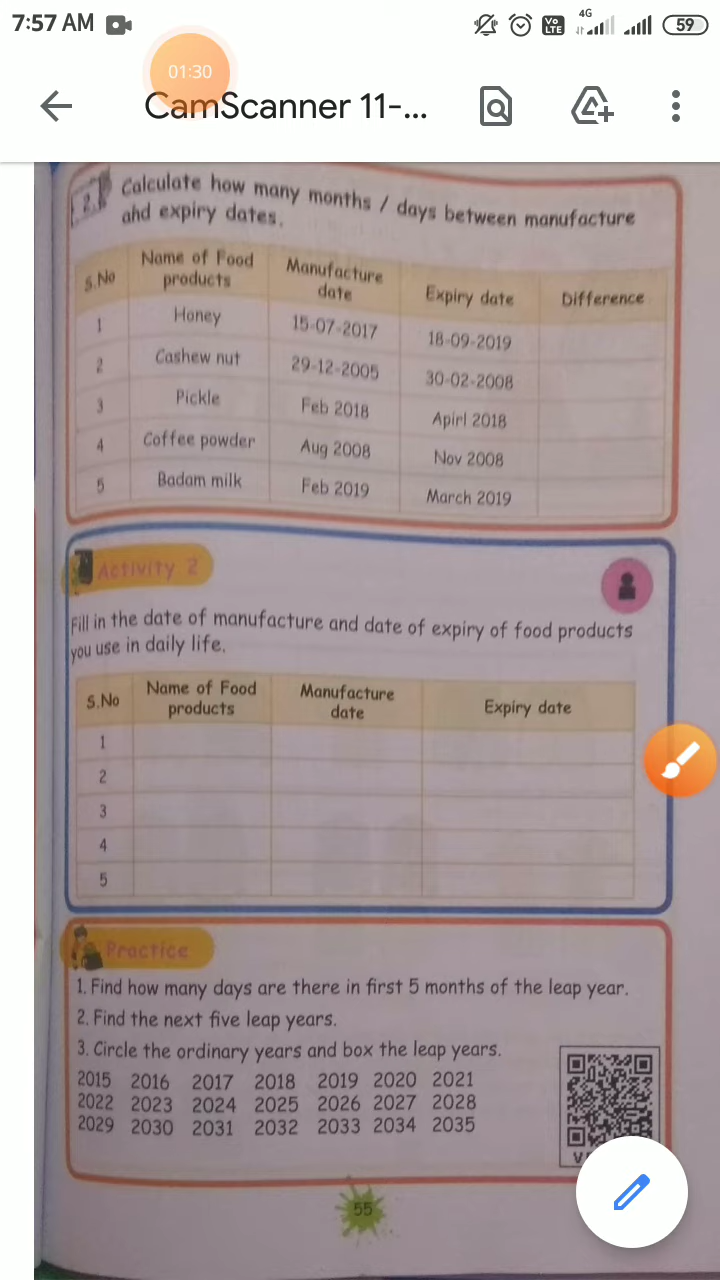 7:57 AM
4G
Vo
LTE
59
01:30
CamScanner 11-...
2. Calculate how many months / days between manufacture
ahd expiry dates.
S.No Name of Food products Manufacture date Expiry date Difference
1 Honey 15-07-2017 18-09-2019
2 Cashew nut 29-12-2005 30-02-2008
3 Pickle Feb 2018 Apirl 2018
4 Coffee powder Aug 2008 Nov 2008
5 Badam milk Feb 2019 March 2019
Activity 2
Fill in the date of manufacture and date of expiry of food products
you use in daily life.
S.No Name of Food products Manufacture date Expiry date
1
2
3
4
5
Practice
1. Find how many days are there in first 5 months of the leap year.
2. Find the next five leap years.
3. Circle the ordinary years and box the leap years.
2015 2016 2017 2018 2019 2020 2021
2022 2023 2024 2025 2026 2027 2028
2029 2030 2031 2032 2033 2034 2035
55